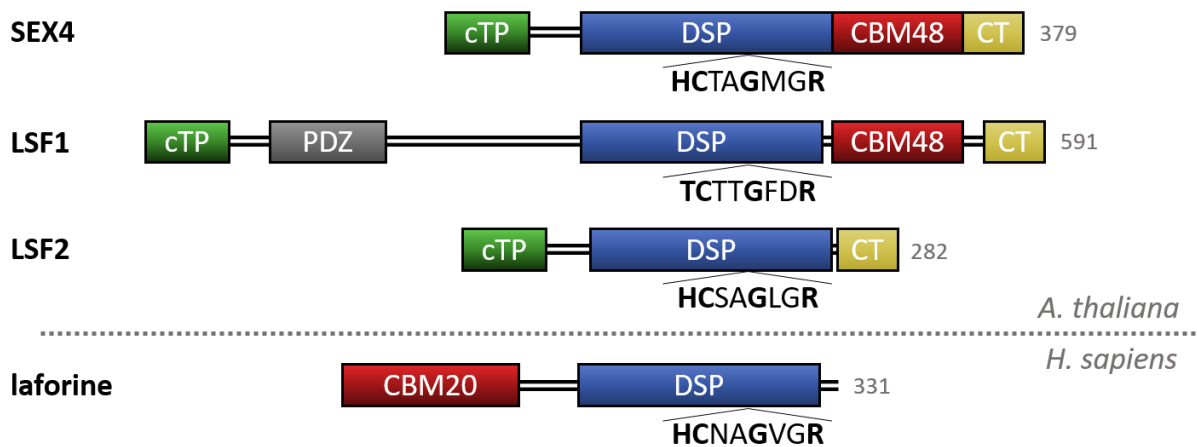 SEX4 cTP DSP CBM48 CT 379
HCTAGMGR
LSF1 cTP PDZ DSP CBM48 CT 591
TCTTGFDR
LSF2 cTP DSP CT 282
HCSAGLGR
A. thaliana
H. sapiens
laforine CBM20 DSP 331
HCNAGVGR